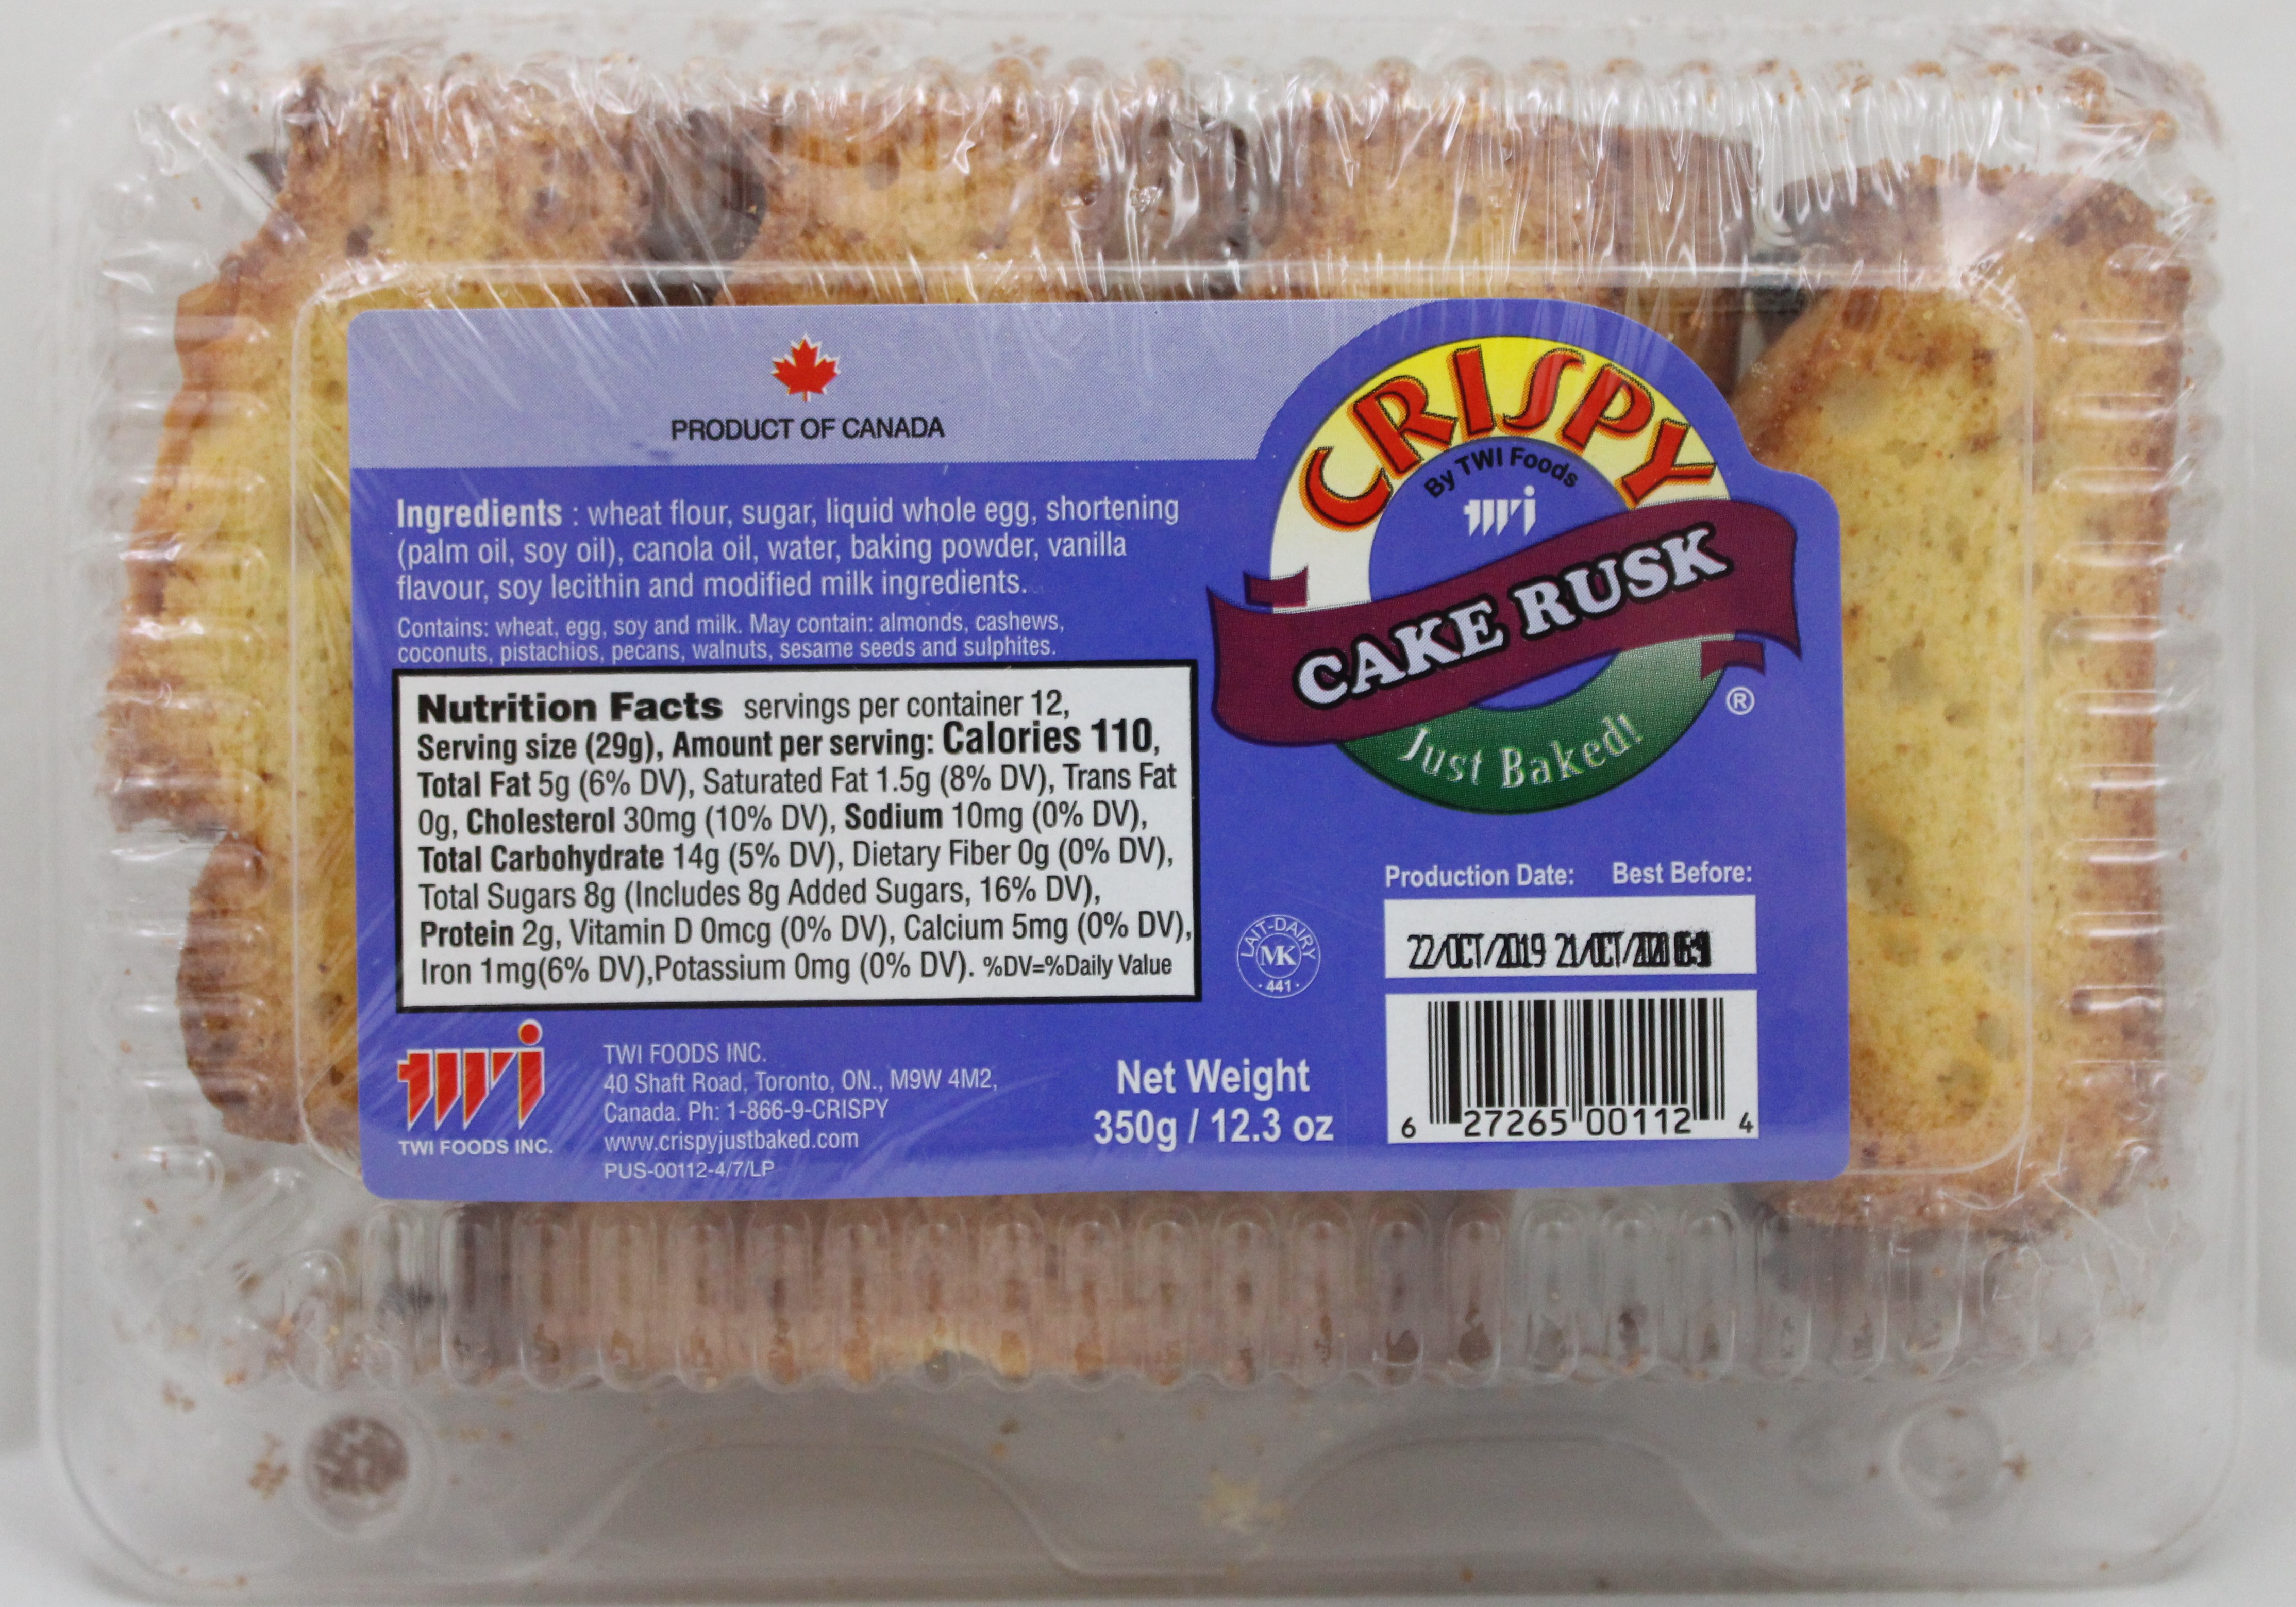 PRODUCT OF CANADA
CRISPY
By TWI Foods
twi
CAKE RUSK
®
Just Baked!
Ingredients : wheat flour, sugar, liquid whole egg, shortening
(palm oil, soy oil), canola oil, water, baking powder, vanilla
flavour, soy lecithin and modified milk ingredients.
Contains: wheat, egg, soy and milk. May contain: almonds, cashews,
coconuts, pistachios, pecans, walnuts, sesame seeds and sulphites.
Nutrition Facts servings per container 12,
Serving size (29g), Amount per serving: Calories 110,
Total Fat 5g (6% DV), Saturated Fat 1.5g (8% DV), Trans Fat
0g, Cholesterol 30mg (10% DV), Sodium 10mg (0% DV),
Total Carbohydrate 14g (5% DV), Dietary Fiber 0g (0% DV),
Total Sugars 8g (Includes 8g Added Sugars, 16% DV),
Protein 2g, Vitamin D 0mcg (0% DV), Calcium 5mg (0% DV),
Iron 1mg(6% DV),Potassium 0mg (0% DV). %DV=%Daily Value
Production Date: Best Before:
22/OCT/2019
LAIT-DAIRY
MK
· 441 ·
twi
TWI FOODS INC.
TWI FOODS INC.
40 Shaft Road, Toronto, ON., M9W 4M2,
Canada. Ph: 1-866-9-CRISPY
www.crispyjustbaked.com
PUS-00112-4/7/LP
Net Weight
350g / 12.3 oz
6 27265 00112 4